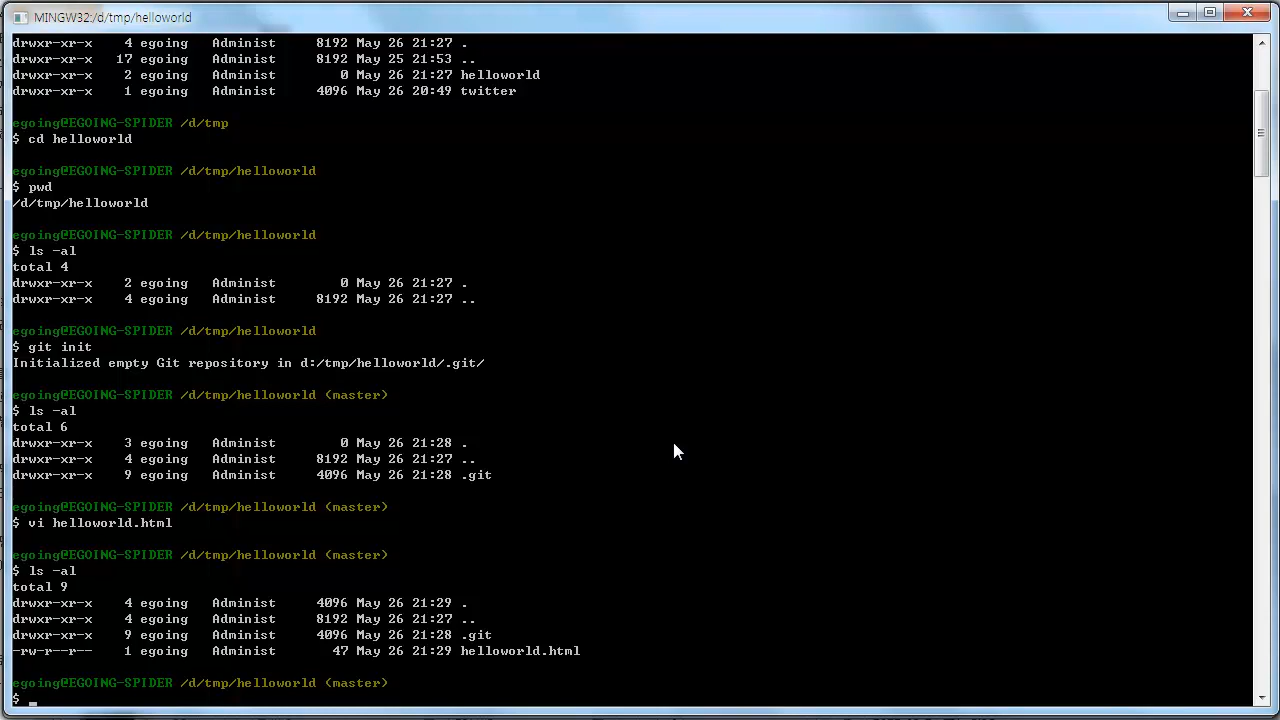 MINGW32:/d/tmp/helloworld
drwxr-xr-x    4 egoing   Administ     8192 May 26 21:27 .
drwxr-xr-x   17 egoing   Administ     8192 May 25 21:53 ..
drwxr-xr-x    2 egoing   Administ        0 May 26 21:27 helloworld
drwxr-xr-x    1 egoing   Administ     4096 May 26 20:49 twitter
egoing@EGOING-SPIDER /d/tmp
$ cd helloworld
egoing@EGOING-SPIDER /d/tmp/helloworld
$ pwd
/d/tmp/helloworld
egoing@EGOING-SPIDER /d/tmp/helloworld
$ ls -al
total 4
drwxr-xr-x    2 egoing   Administ        0 May 26 21:27 .
drwxr-xr-x    4 egoing   Administ     8192 May 26 21:27 ..
egoing@EGOING-SPIDER /d/tmp/helloworld
$ git init
Initialized empty Git repository in d:/tmp/helloworld/.git/
egoing@EGOING-SPIDER /d/tmp/helloworld (master)
$ ls -al
total 6
drwxr-xr-x    3 egoing   Administ        0 May 26 21:28 .
drwxr-xr-x    4 egoing   Administ     8192 May 26 21:27 ..
drwxr-xr-x    9 egoing   Administ     4096 May 26 21:28 .git
egoing@EGOING-SPIDER /d/tmp/helloworld (master)
$ vi helloworld.html
egoing@EGOING-SPIDER /d/tmp/helloworld (master)
$ ls -al
total 9
drwxr-xr-x    4 egoing   Administ     4096 May 26 21:29 .
drwxr-xr-x    4 egoing   Administ     8192 May 26 21:27 ..
drwxr-xr-x    9 egoing   Administ     4096 May 26 21:28 .git
-rw-r--r--    1 egoing   Administ       47 May 26 21:29 helloworld.html
egoing@EGOING-SPIDER /d/tmp/helloworld (master)
$